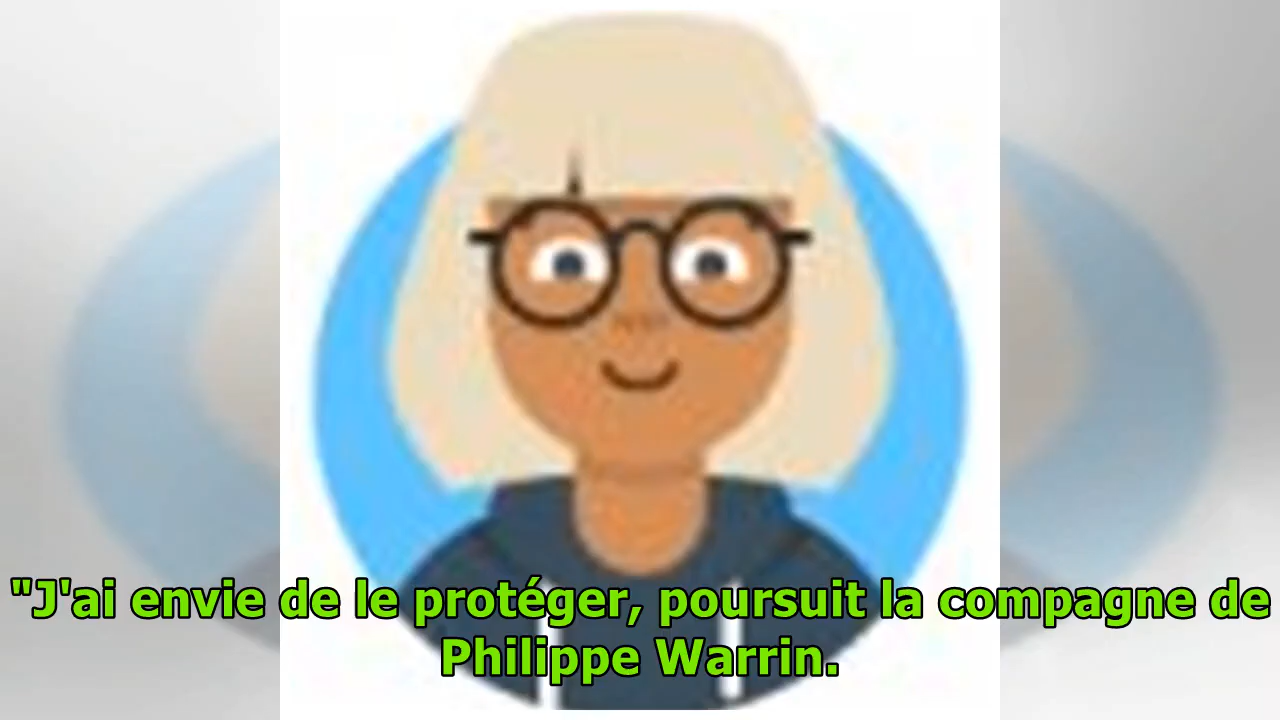 "J'ai envie de le protéger, poursuit la compagne de
Philippe Warrin.